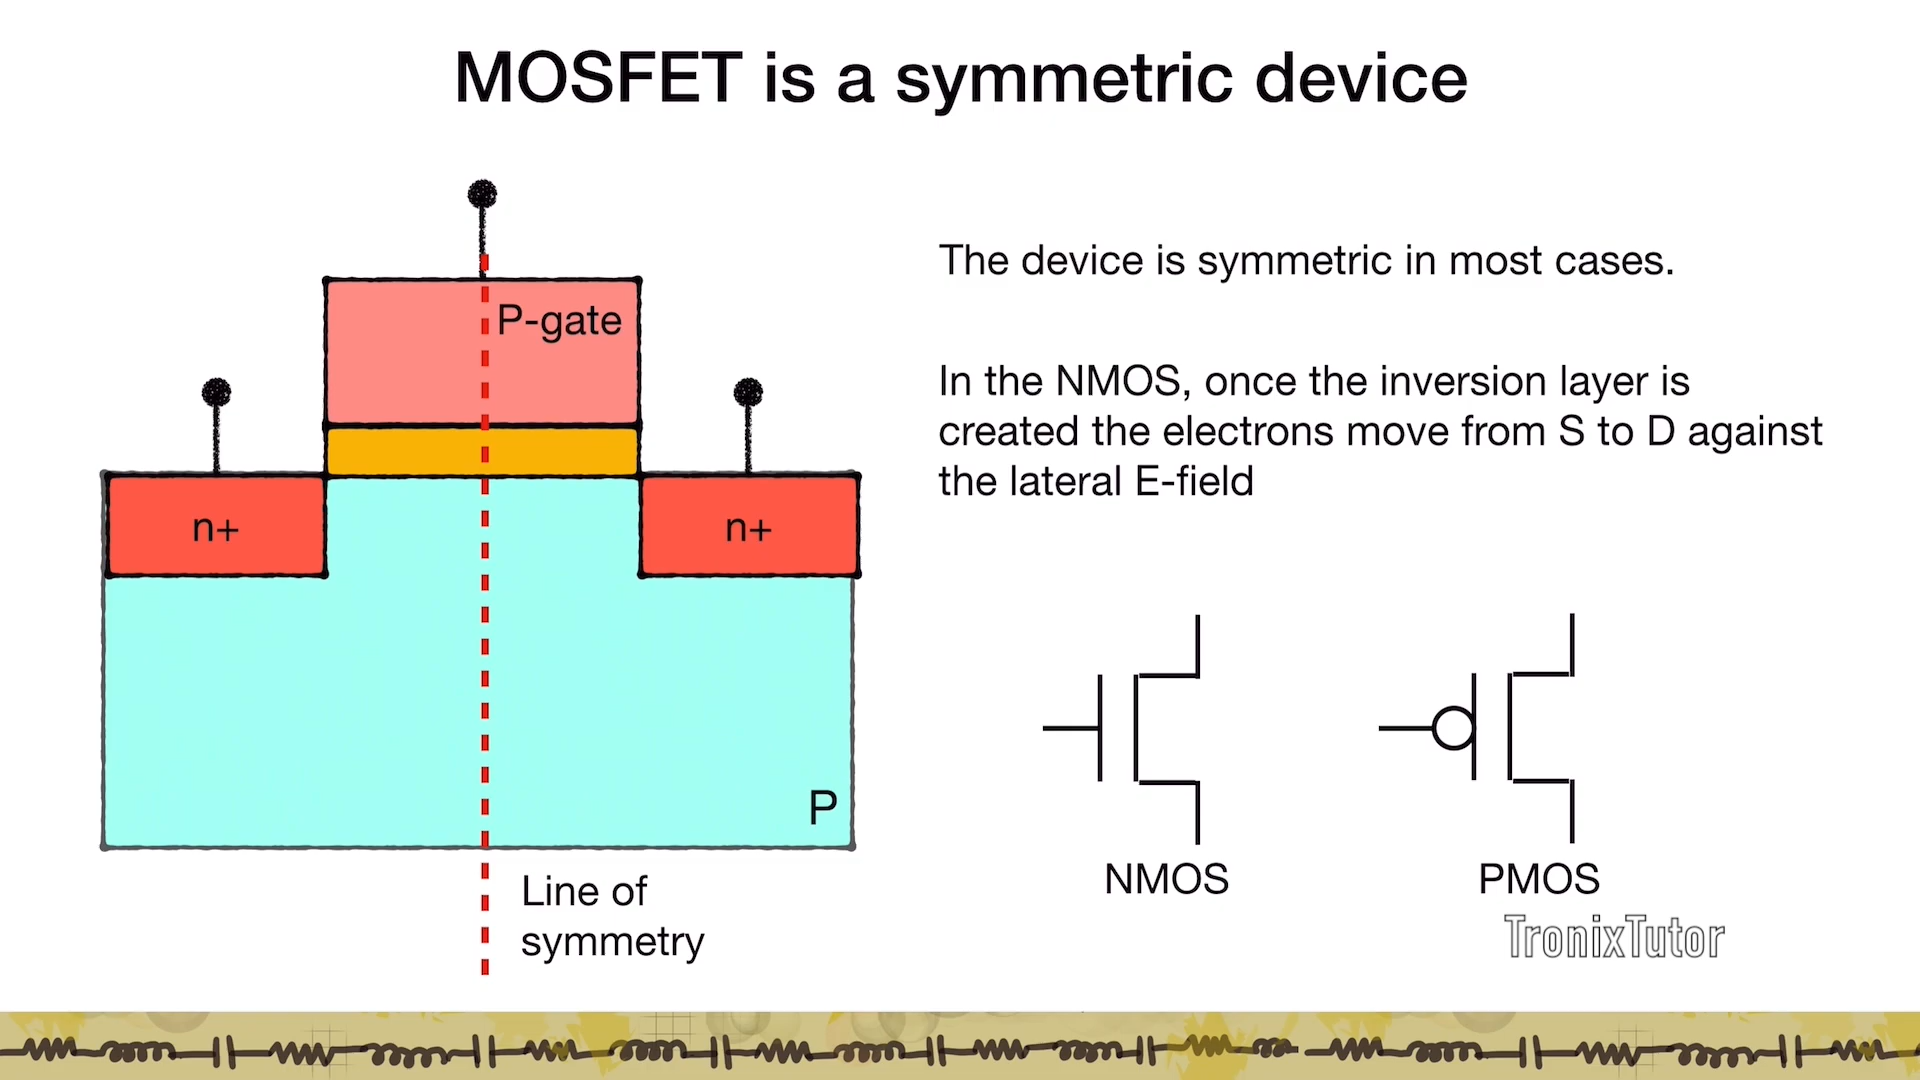 MOSFET is a symmetric device
P-gate
n+
n+
P
Line of
symmetry
The device is symmetric in most cases.
In the NMOS, once the inversion layer is
created the electrons move from S to D against
the lateral E-field
NMOS
PMOS
TronixTutor